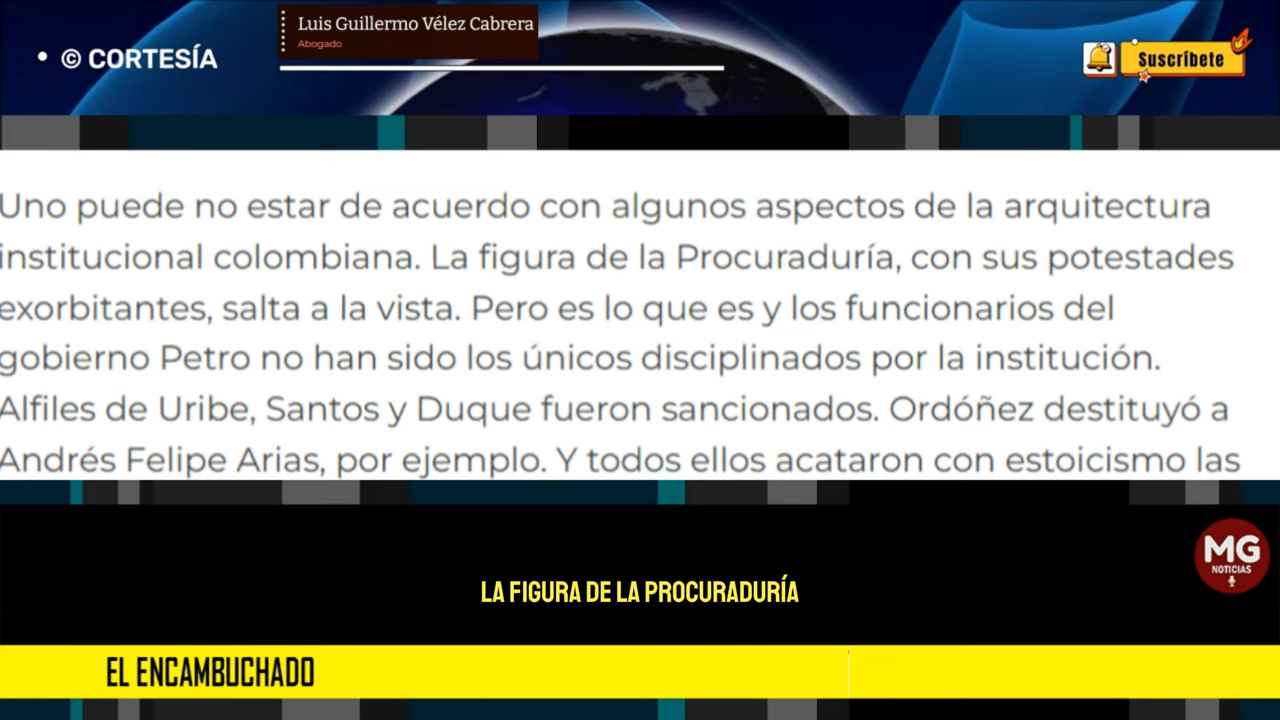 Luis Guillermo Vélez Cabrera
Abogado
• © CORTESÍA
Suscríbete
Uno puede no estar de acuerdo con algunos aspectos de la arquitectura
institucional colombiana. La figura de la Procuraduría, con sus potestades
exorbitantes, salta a la vista. Pero es lo que es y los funcionarios del
gobierno Petro no han sido los únicos disciplinados por la institución.
Alfiles de Uribe, Santos y Duque fueron sancionados. Ordóñez destituyó a
Andrés Felipe Arias, por ejemplo. Y todos ellos acataron con estoicismo las
MG
NOTICIAS
LA FIGURA DE LA PROCURADURÍA
EL ENCAMBUCHADO